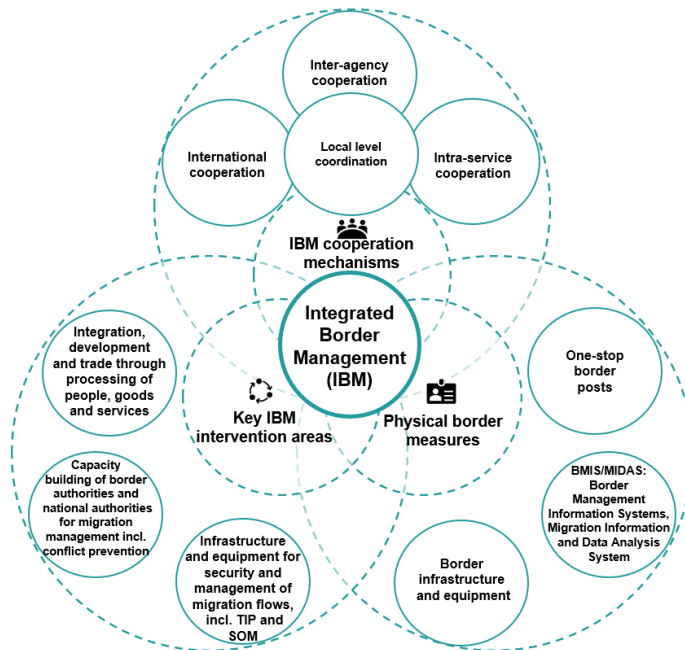 Inter-agency
cooperation
International
cooperation
Local level
coordination
Intra-service
cooperation
IBM cooperation
mechanisms
Integrated
Border
Management
(IBM)
Integration,
development
and trade through
processing of
people, goods
and services
One-stop
border
posts
Key IBM
intervention areas
Physical border
measures
Capacity
building of border
authorities and
national authorities
for migration
management incl.
conflict prevention
BMIS/MIDAS:
Border
Management
Information Systems,
Migration Information
and Data Analysis
System
Infrastructure
and equipment for
security and
management of
migration flows,
incl. TIP and
SOM
Border
infrastructure
and equipment